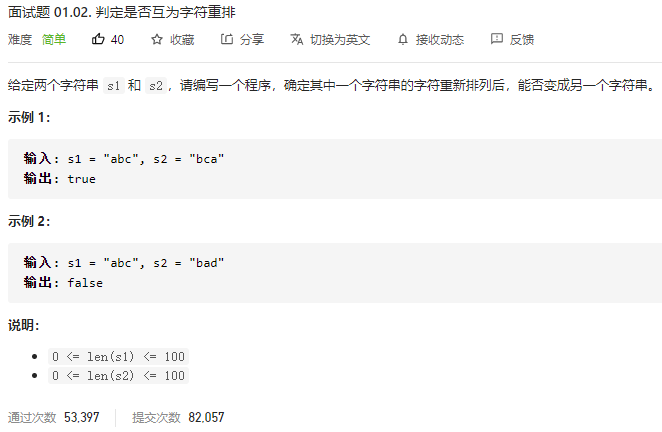 面试题 01.02. 判定是否互为字符重排
难度 简单 40 收藏 分享 切换为英文 接收动态 反馈
给定两个字符串 s1 和 s2，请编写一个程序，确定其中一个字符串的字符重新排列后，能否变成另一个字符串。
示例 1：
输入: s1 = "abc", s2 = "bca"
输出: true
示例 2：
输入: s1 = "abc", s2 = "bad"
输出: false
说明：
0 <= len(s1) <= 100
0 <= len(s2) <= 100
通过次数 53,397 提交次数 82,057